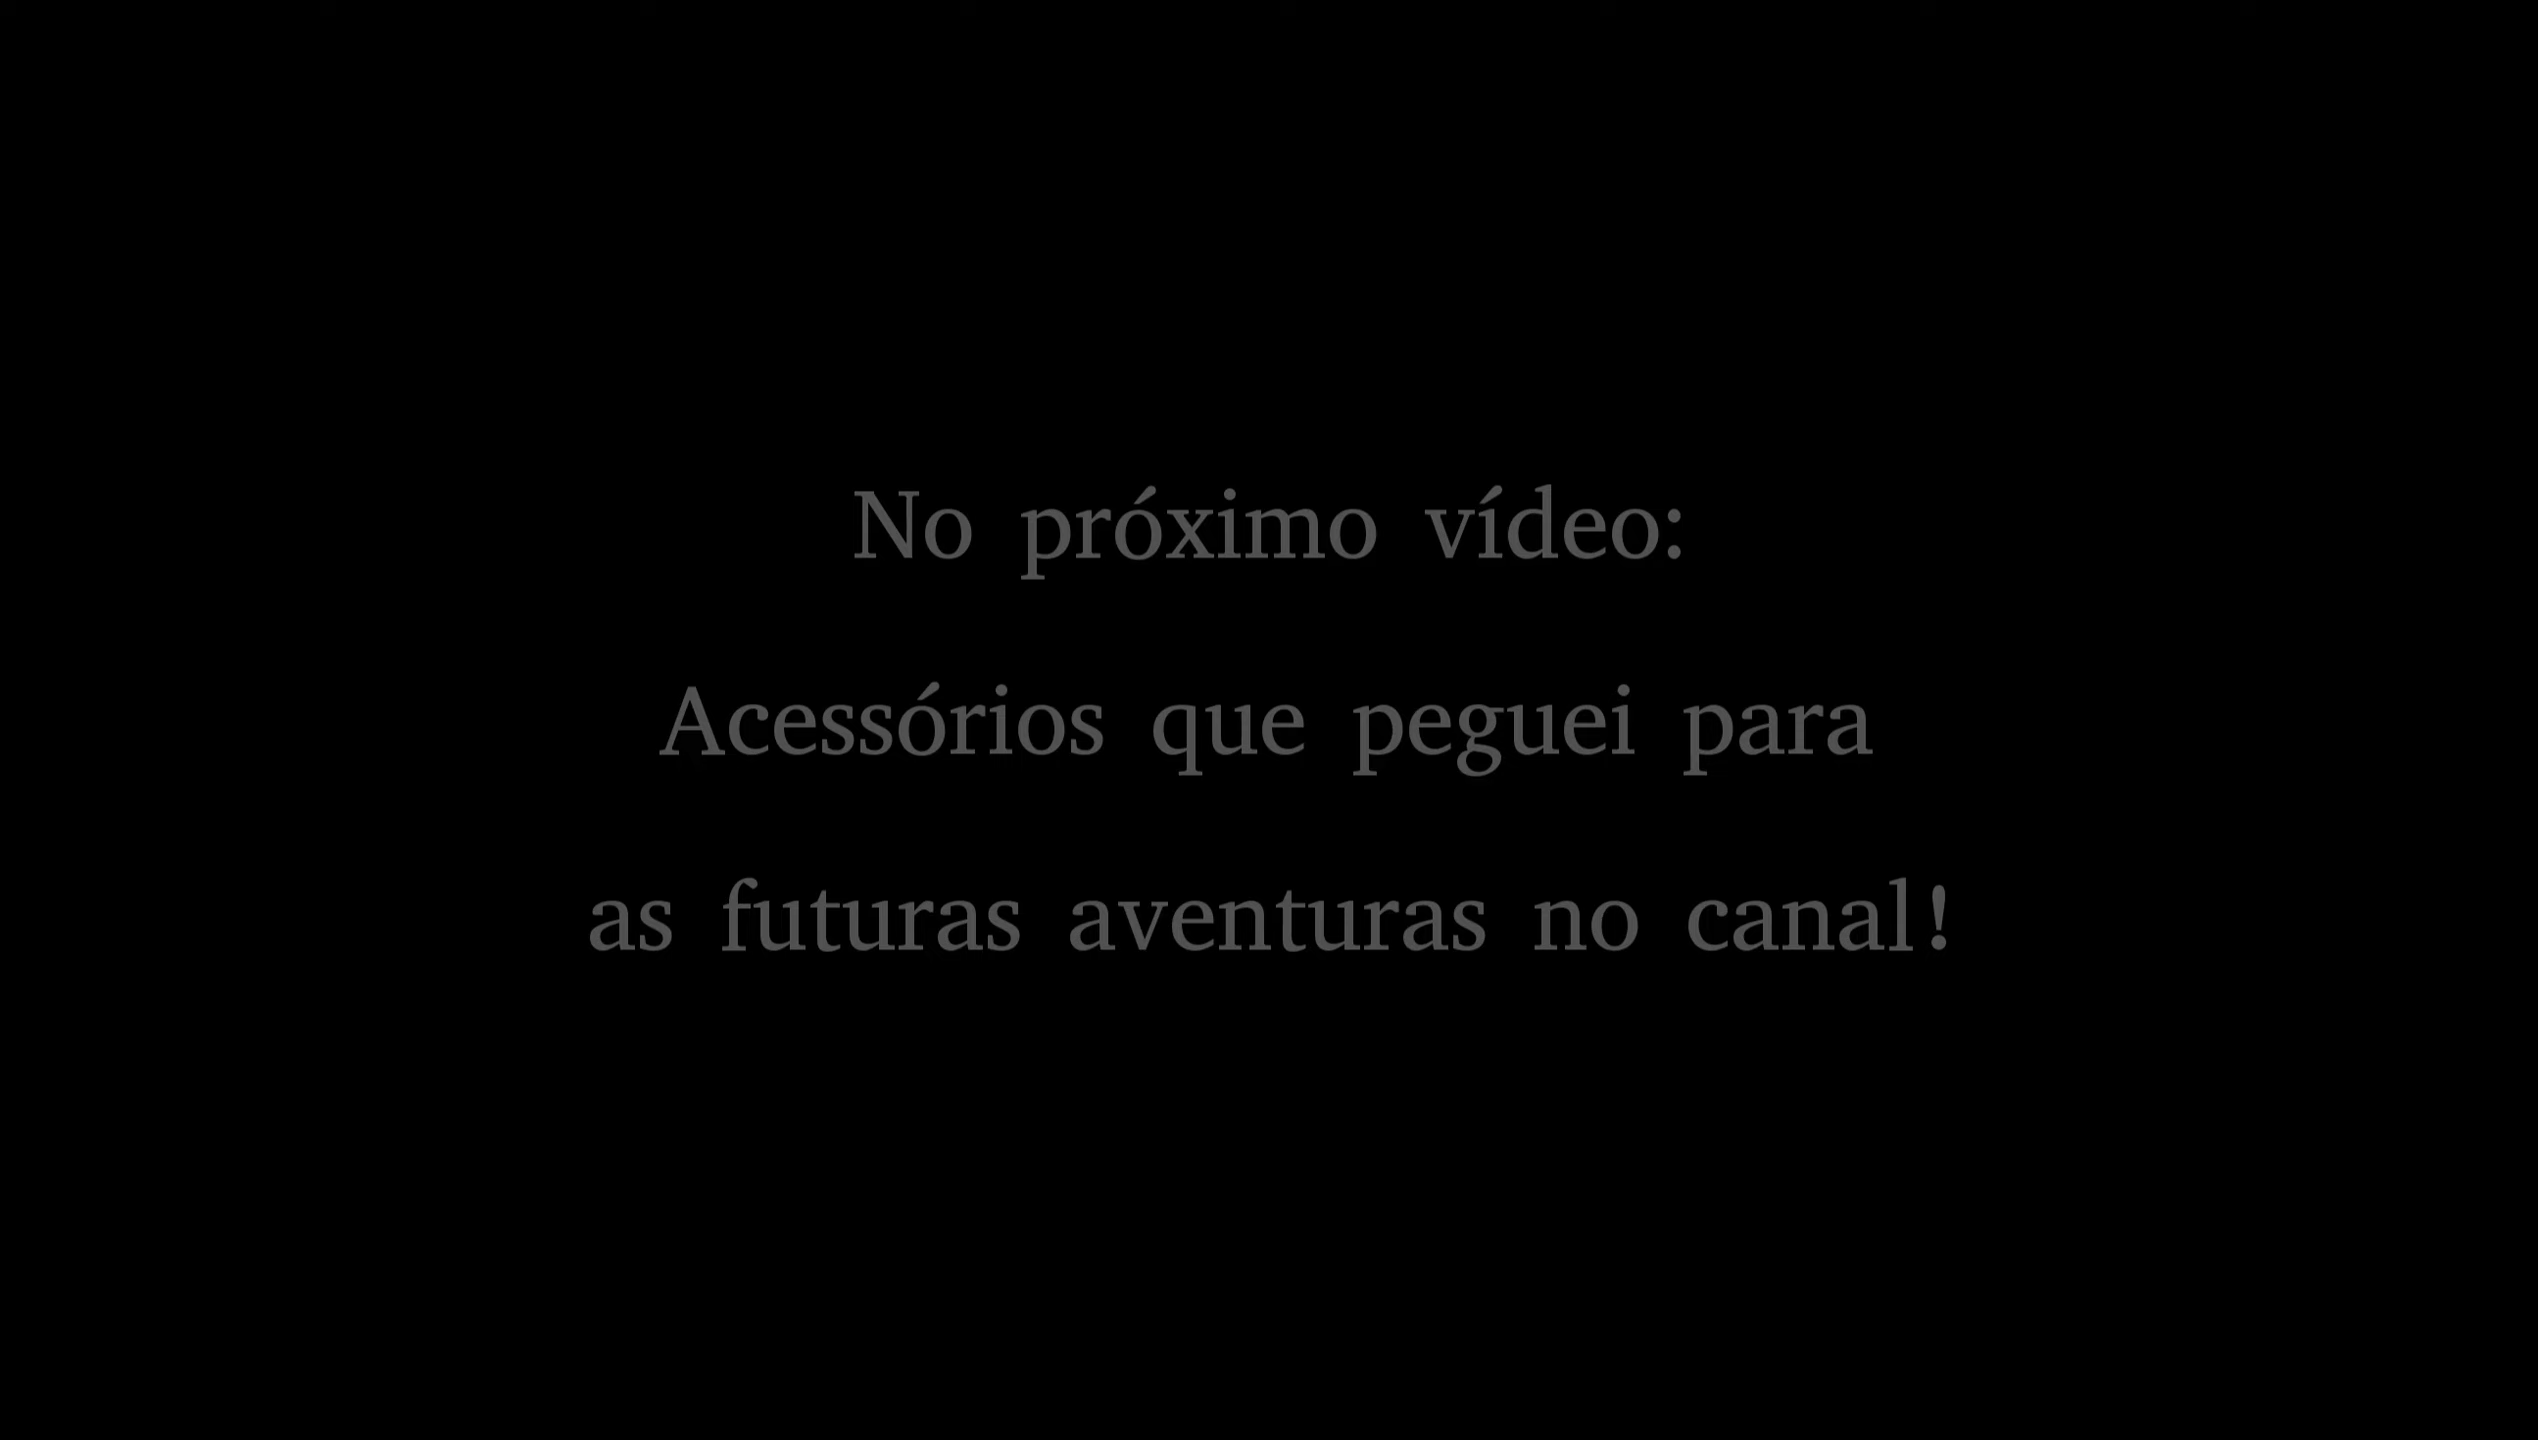 No próximo vídeo:
Acessórios que peguei para
as futuras aventuras no canal!